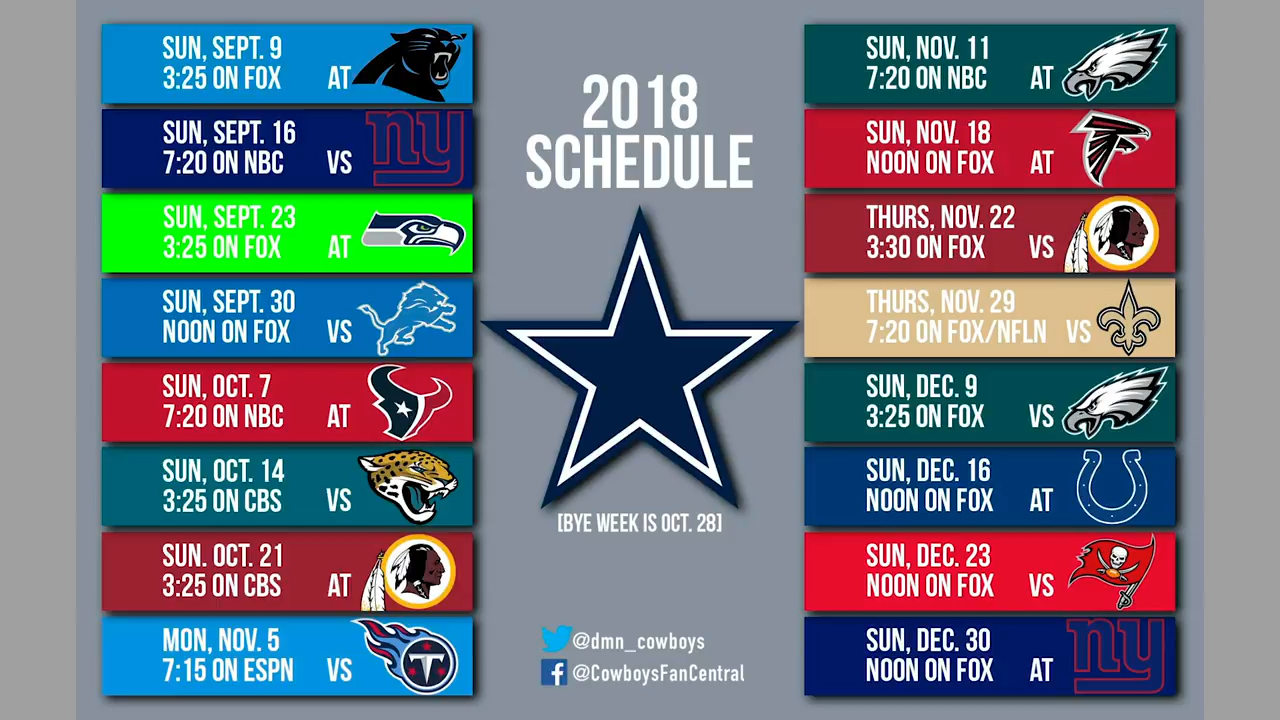 SUN, SEPT. 9
3:25 ON FOX AT
SUN, SEPT. 16
7:20 ON NBC VS
ny
SUN, SEPT. 23
3:25 ON FOX AT
SUN, SEPT. 30
NOON ON FOX VS
SUN, OCT. 7
7:20 ON NBC AT
SUN, OCT. 14
3:25 ON CBS VS
SUN. OCT. 21
3:25 ON CBS AT
MON, NOV. 5
7:15 ON ESPN VS
T
2018
SCHEDULE
[BYE WEEK IS OCT. 28]
@dmn_cowboys
f @CowboysFanCentral
SUN, NOV. 11
7:20 ON NBC AT
SUN, NOV. 18
NOON ON FOX AT
THURS, NOV. 22
3:30 ON FOX VS
THURS, NOV. 29
7:20 ON FOX/NFLN VS
SUN, DEC. 9
3:25 ON FOX VS
SUN, DEC. 16
NOON ON FOX AT
SUN, DEC. 23
NOON ON FOX VS
SUN, DEC. 30
NOON ON FOX AT
ny